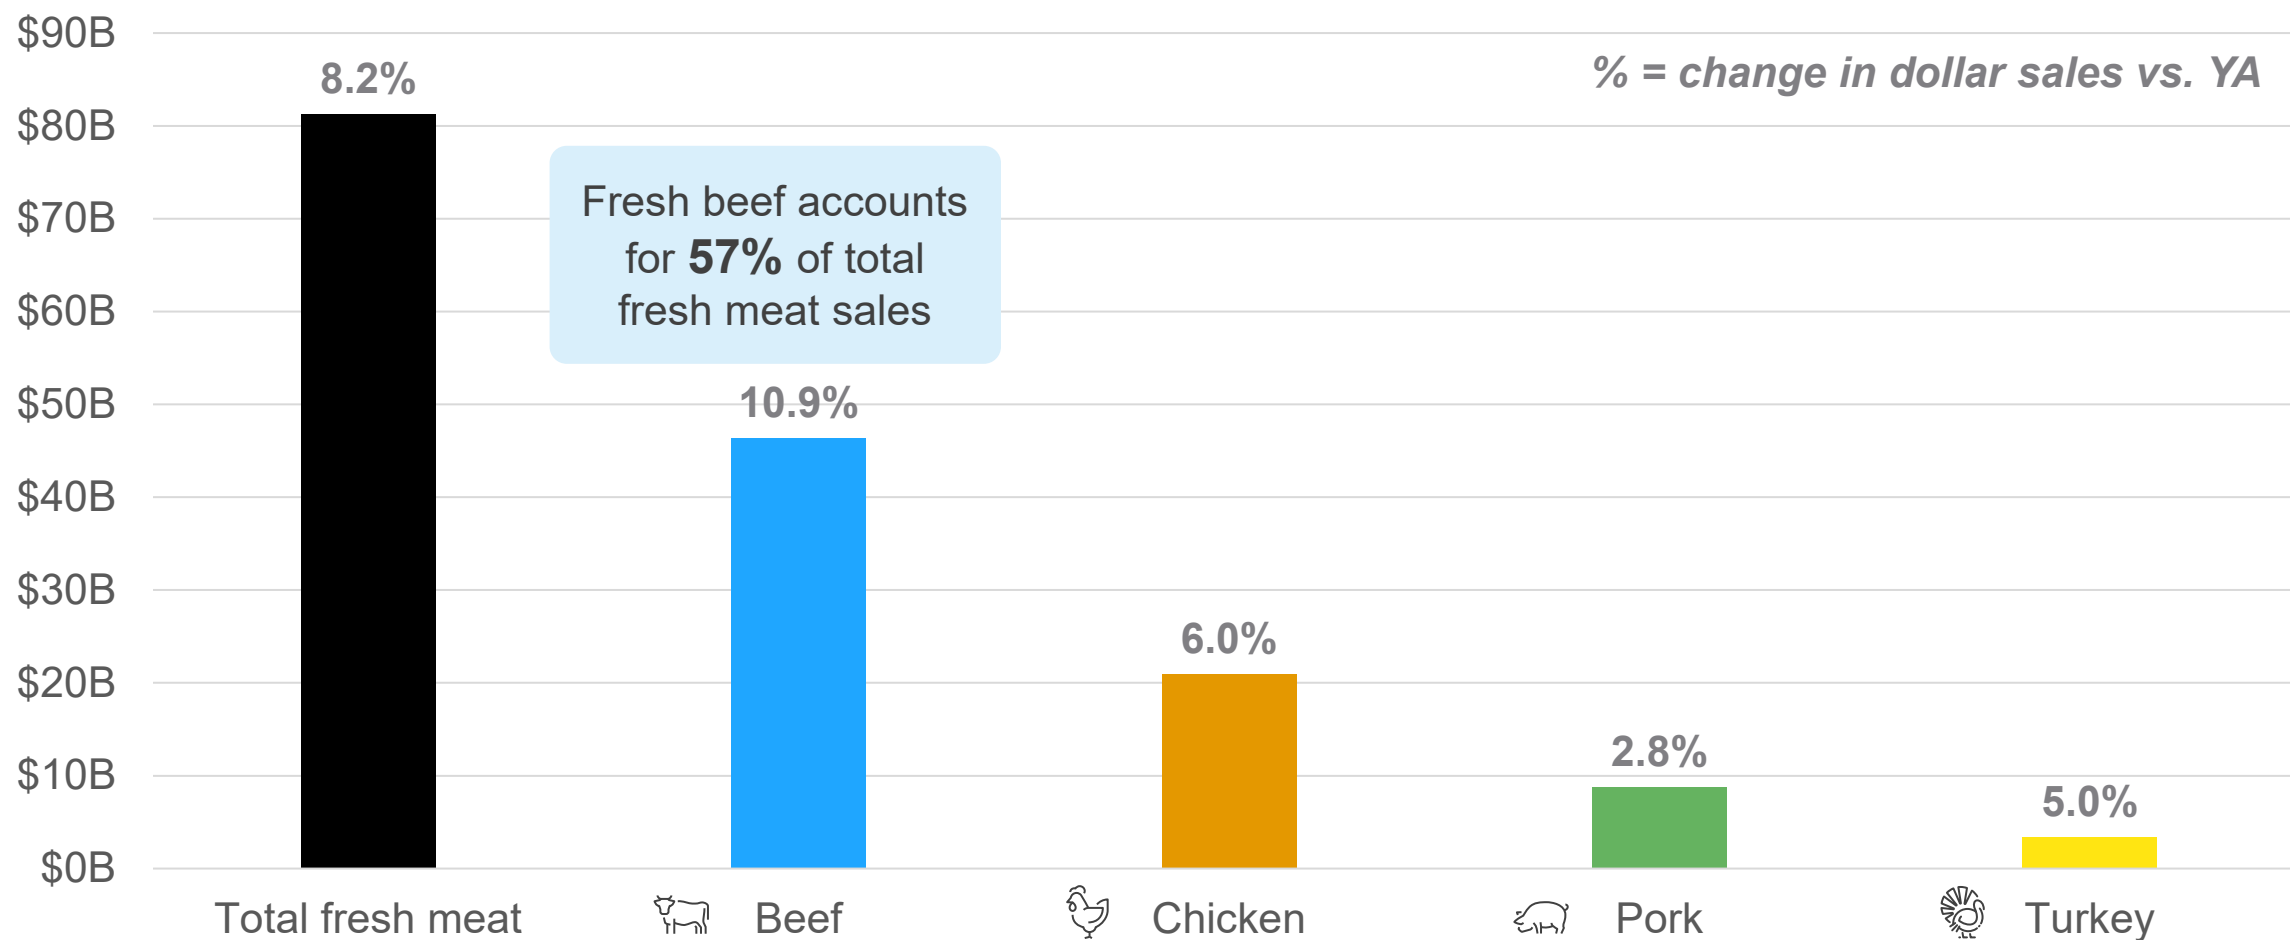 % = change in dollar sales vs. YA
$90B
$80B
$70B
$60B
$50B
$40B
$30B
$20B
$10B
$0B
8.2%
Fresh beef accounts
for 57% of total
fresh meat sales
10.9%
6.0%
2.8%
5.0%
Total fresh meat
Beef
Chicken
Pork
Turkey